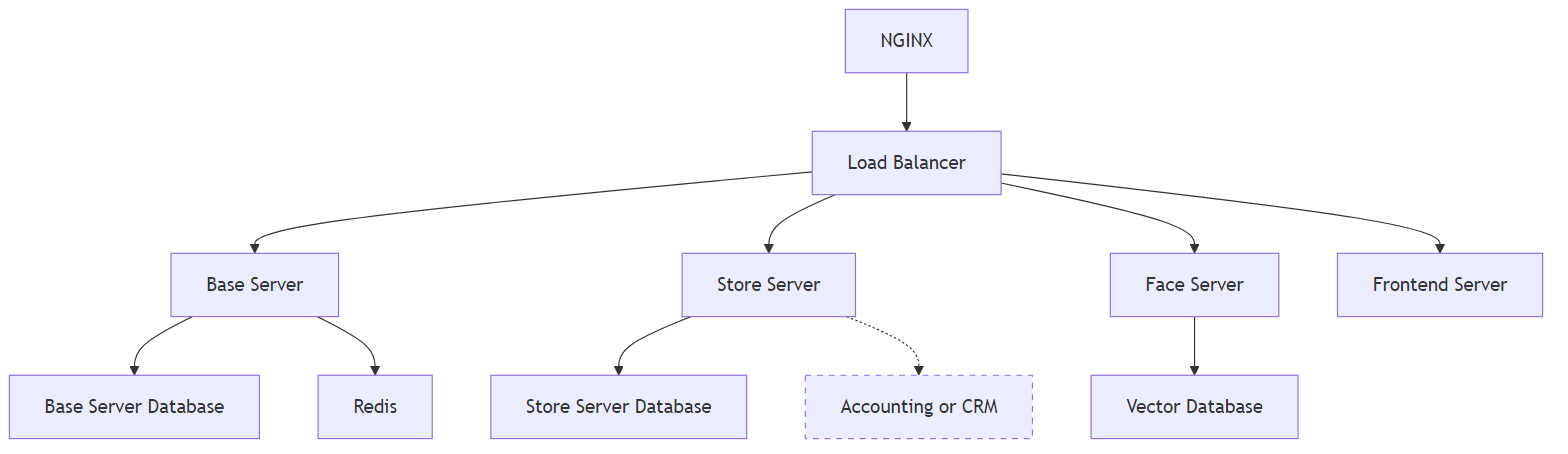 NGINX
Load Balancer
Base Server
Store Server
Face Server
Frontend Server
Base Server Database
Redis
Store Server Database
Accounting or CRM
Vector Database